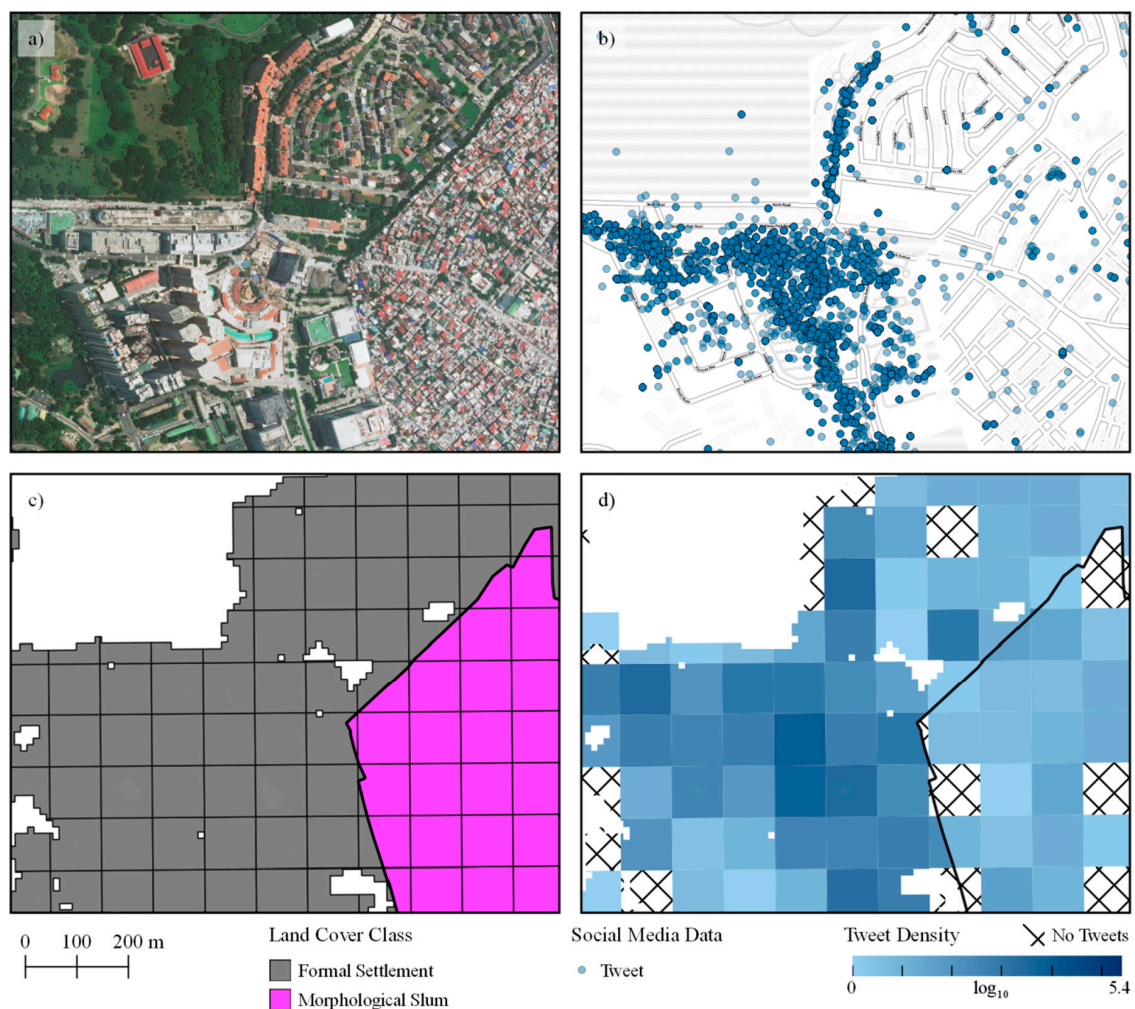 a)
b)
c)
d)
0 100 200 m
Land Cover Class
Formal Settlement
Morphological Slum
Social Media Data
Tweet
Tweet Density
No Tweets
0 log10 5.4